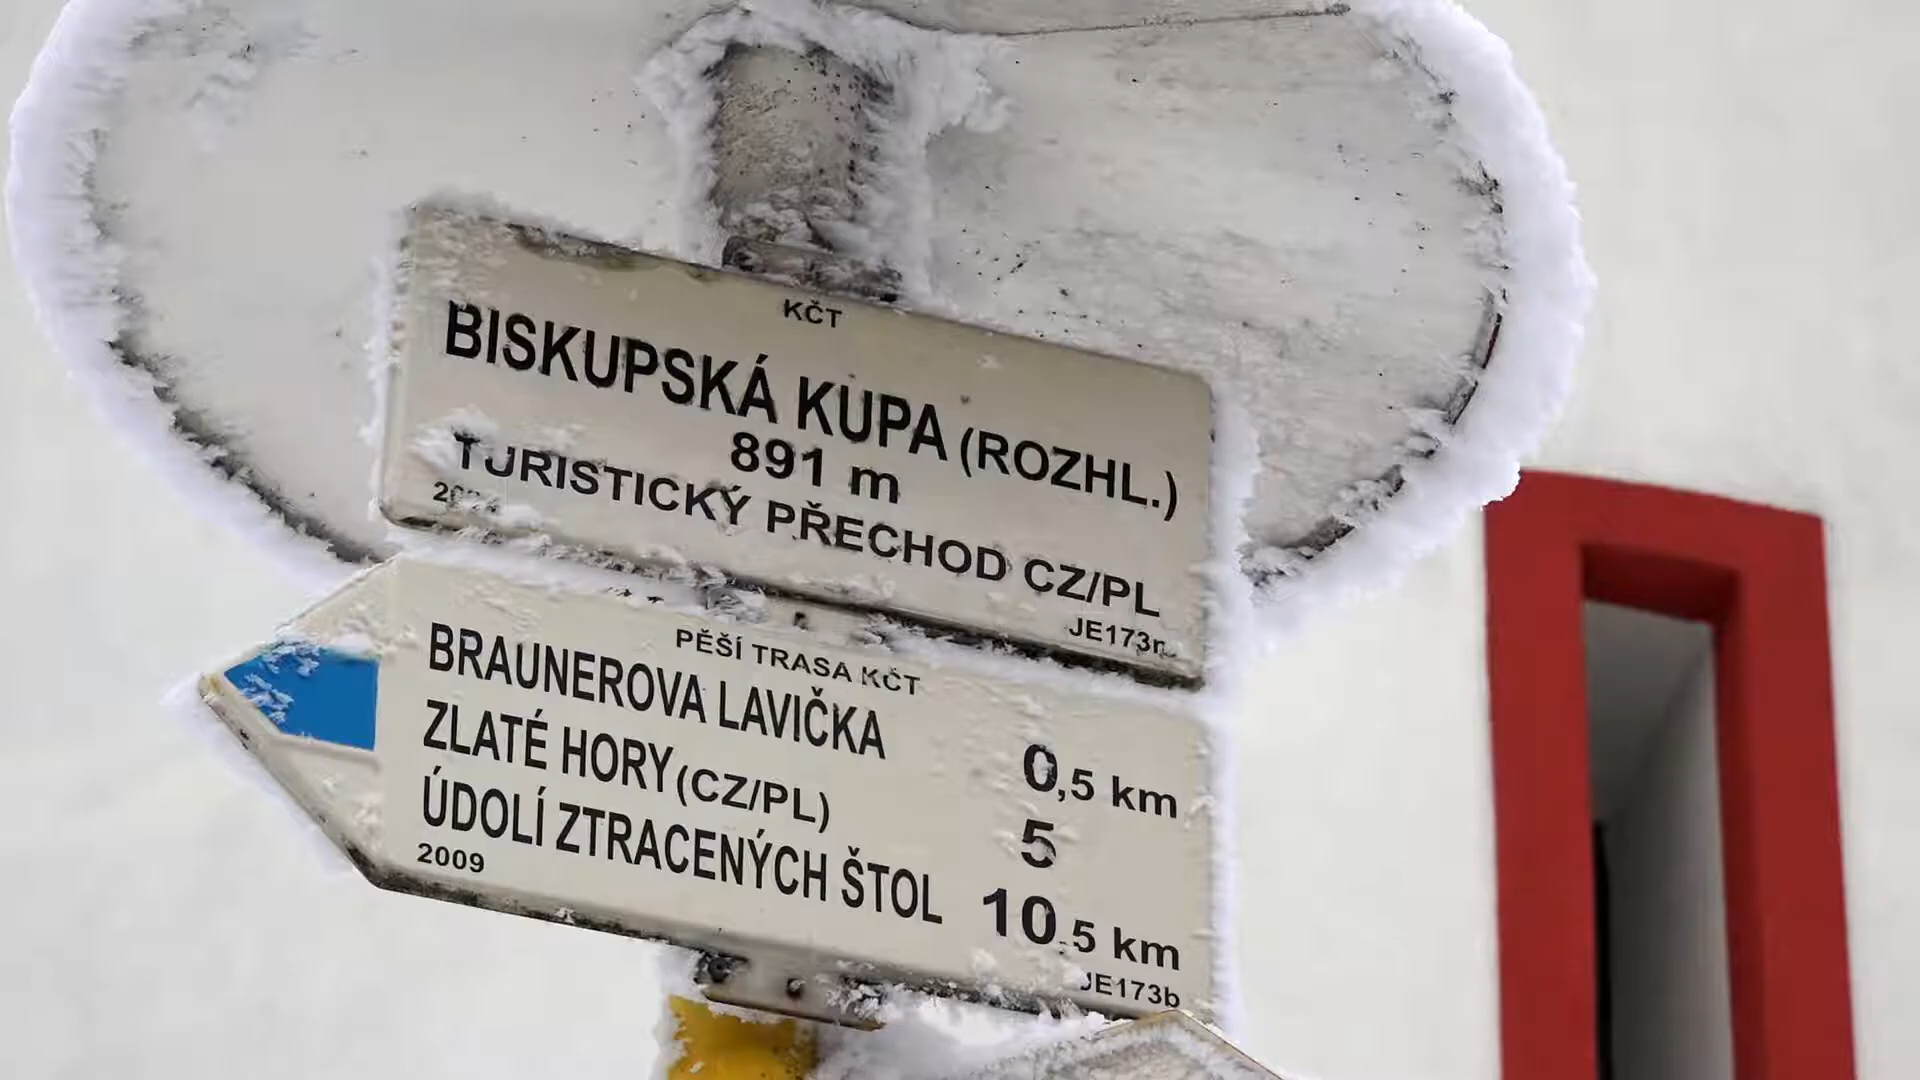 KČT
BISKUPSKÁ KUPA (ROZHL.)
891 m
TURISTICKÝ PŘECHOD CZ/PL
JE173n
PĚŠÍ TRASA KČT
BRAUNEROVA LAVIČKA 0,5 km
ZLATÉ HORY (CZ/PL) 5
ÚDOLÍ ZTRACENÝCH ŠTOL 10,5 km
2009 JE173b